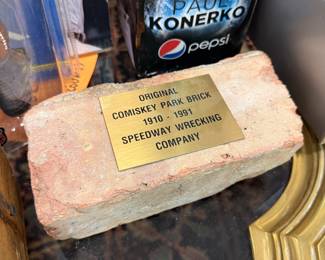 PAUL
KONERKO
pepsi
ORIGINAL
COMISKEY PARK BRICK
1910 - 1991
SPEEDWAY WRECKING
COMPANY